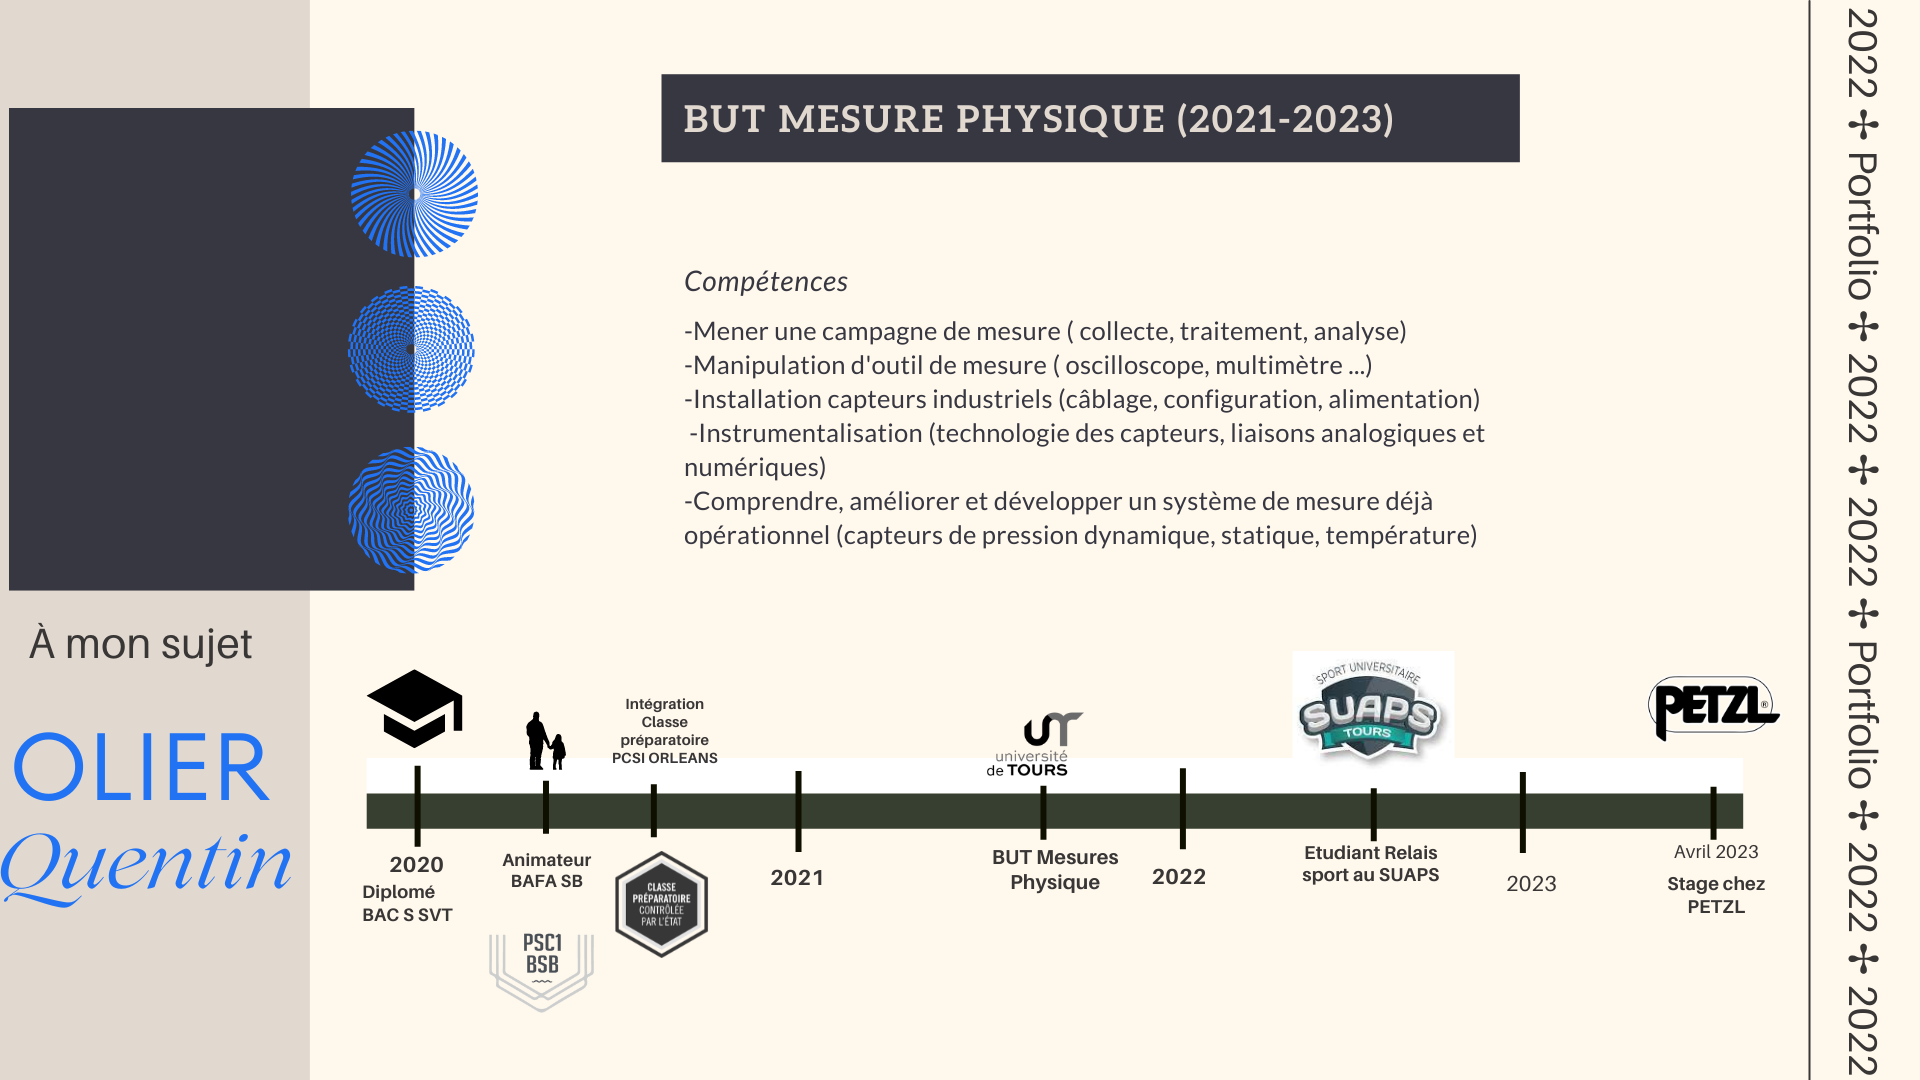 BUT MESURE PHYSIQUE (2021-2023)
Compétences
-Mener une campagne de mesure ( collecte, traitement, analyse)
-Manipulation d'outil de mesure ( oscilloscope, multimètre ...)
-Installation capteurs industriels (câblage, configuration, alimentation)
-Instrumentalisation (technologie des capteurs, liaisons analogiques et
numériques)
-Comprendre, améliorer et développer un système de mesure déjà
opérationnel (capteurs de pression dynamique, statique, température)
À mon sujet
OLIER
Quentin
2020
Diplomé
BAC S SVT
Animateur
BAFA SB
PSC1
BSB
Intégration
Classe
préparatoire
PCSI ORLEANS
CLASSE
PRÉPARATOIRE
CONTRÔLÉE
PAR L'ÉTAT
2021
université
de TOURS
BUT Mesures
Physique
2022
SPORT UNIVERSITAIRE
SUAPS
TOURS
Etudiant Relais
sport au SUAPS
2023
PETZL®
Avril 2023
Stage chez
PETZL
2022 ✢ Portfolio ✢ 2022 ✢ 2022 ✢ Portfolio ✢ 2022 ✢ 2022